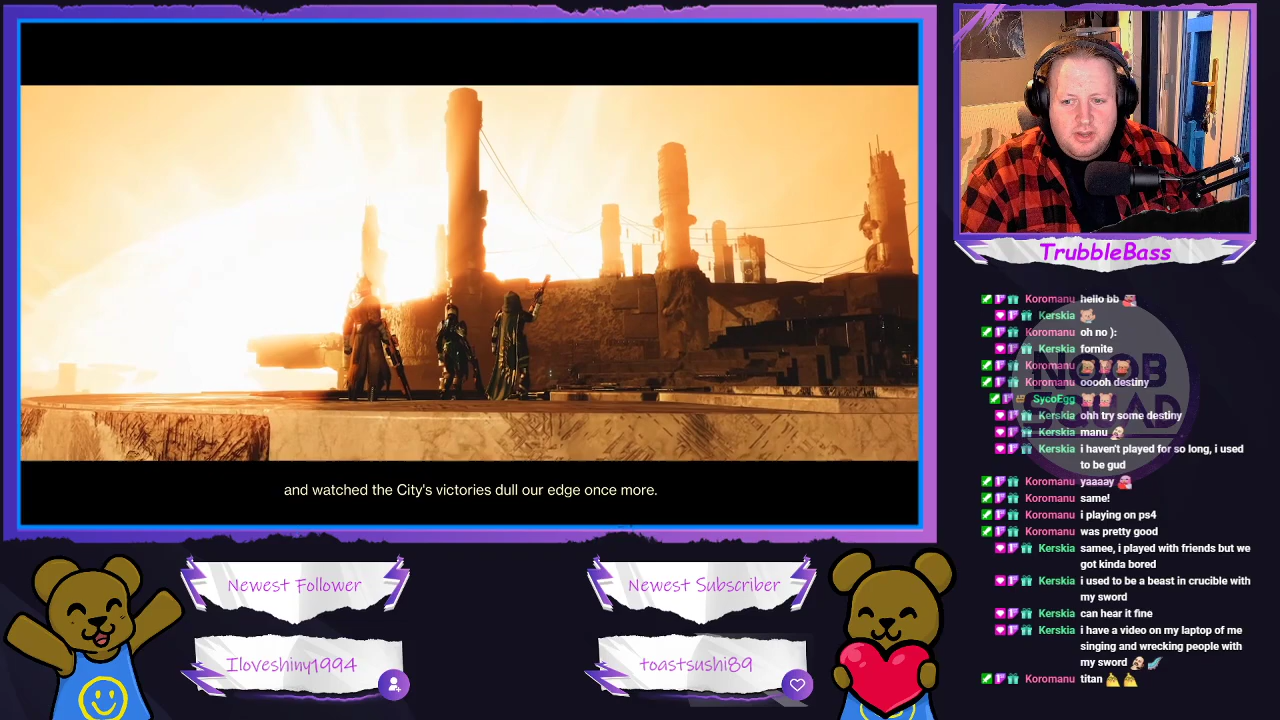 and watched the City's victories dull our edge once more.
TrubbleBass
Koromanu hello bb
Kerskia
Koromanu oh no ):
Kerskia fornite
Koromanu
Koromanu ooooh destiny
SycoEgg
Kerskia ohh try some destiny
Kerskia manu
Kerskia i haven't played for so long, i used
to be gud
Koromanu yaaaay
Koromanu same!
Koromanu i playing on ps4
Koromanu was pretty good
Kerskia samee, i played with friends but we
got kinda bored
Kerskia i used to be a beast in crucible with
my sword
Kerskia can hear it fine
Kerskia i have a video on my laptop of me
singing and wrecking people with
my sword
Koromanu titan
NOOB
SQUAD
Newest Follower
Iloveshiny1994
Newest Subscriber
toastsushi89